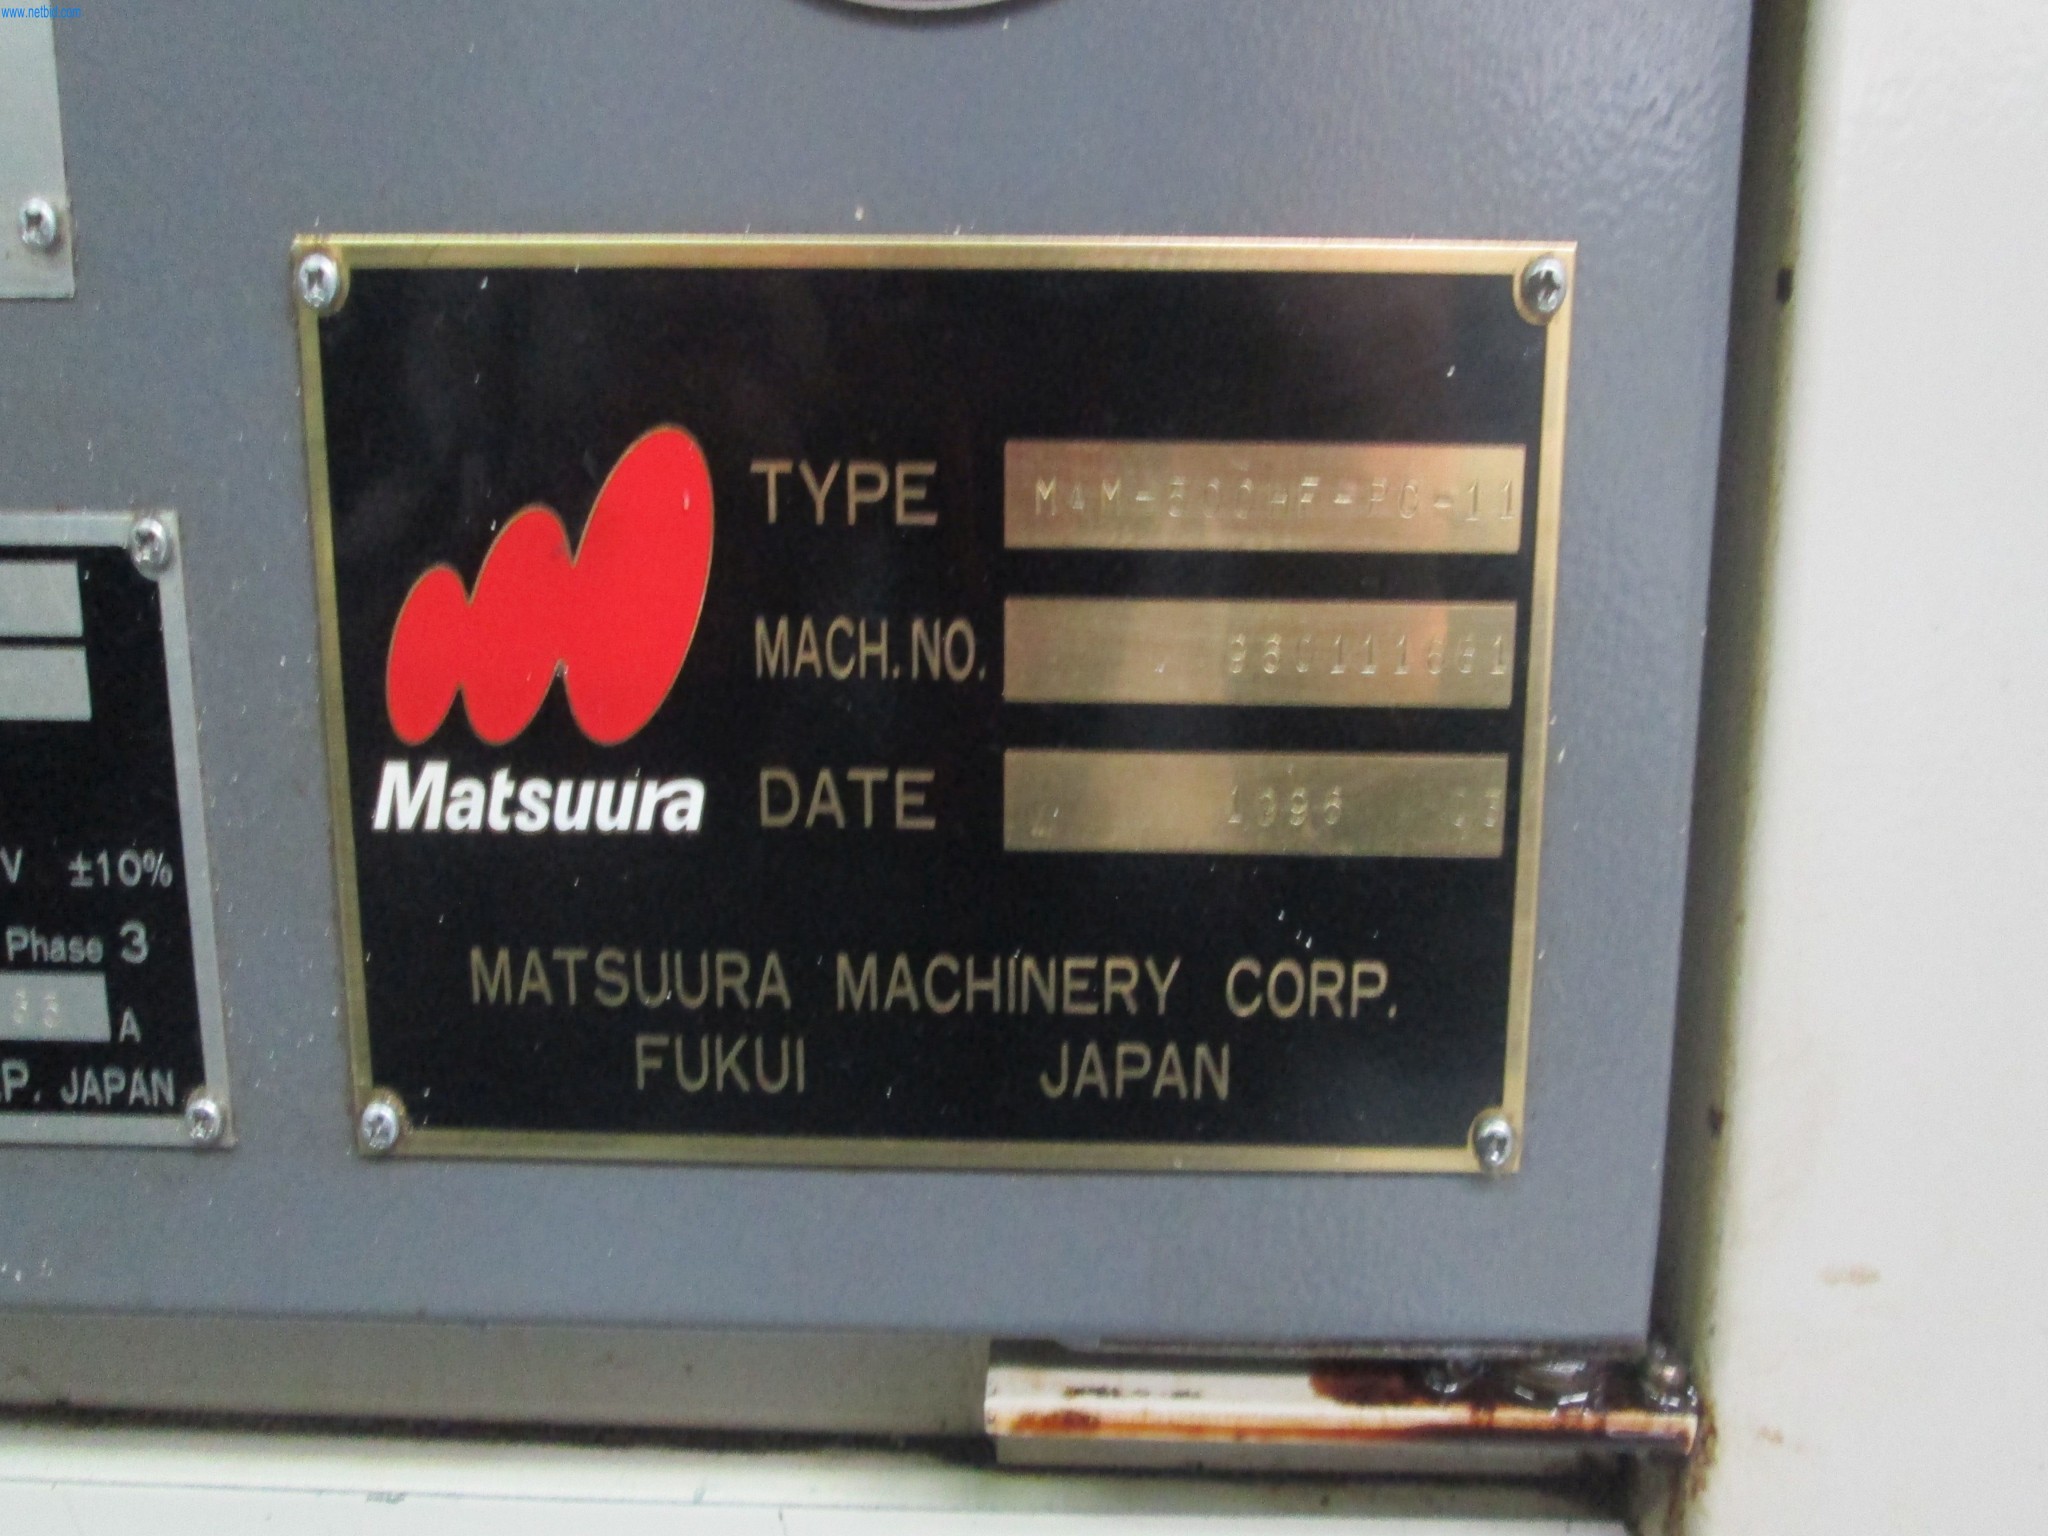 www.netbid.com
TYPE MAM-500HF-PC-11
MACH. NO.
Matsuura DATE 1996
MATSUURA MACHINERY CORP.
FUKUI JAPAN
V ±10%
Phase 3
A
P. JAPAN